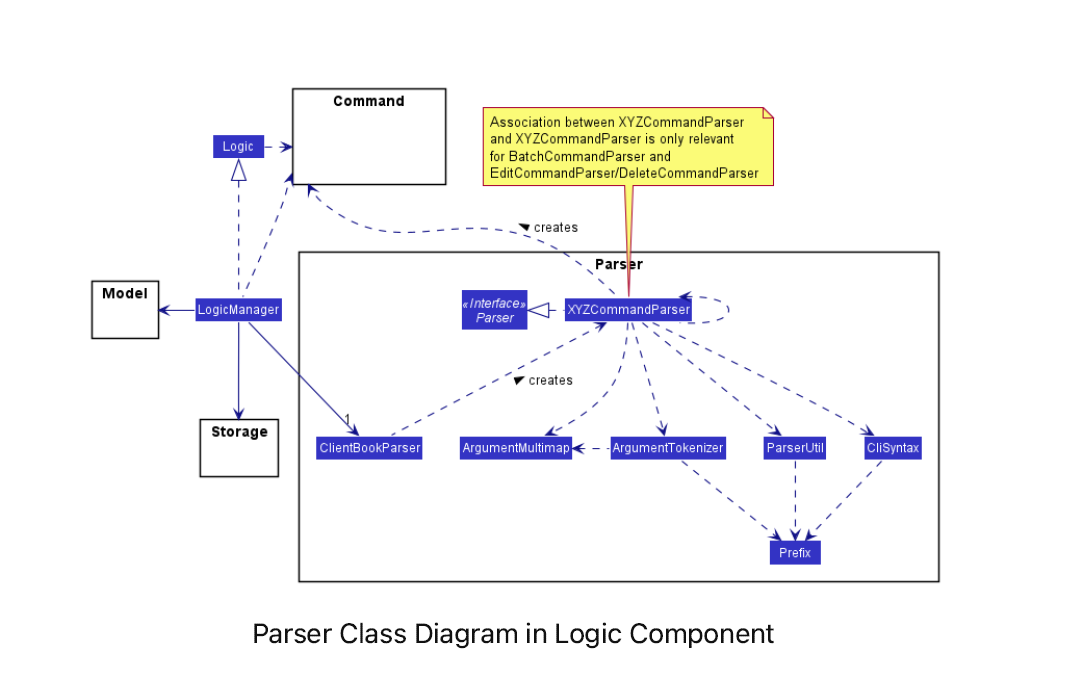 Command
Logic
Association between XYZCommandParser
and XYZCommandParser is only relevant
for BatchCommandParser and
EditCommandParser/DeleteCommandParser
creates
Parser
Model
LogicManager
«Interface»
Parser
XYZCommandParser
creates
1
Storage
ClientBookParser
ArgumentMultimap
ArgumentTokenizer
ParserUtil
CliSyntax
Prefix
Parser Class Diagram in Logic Component